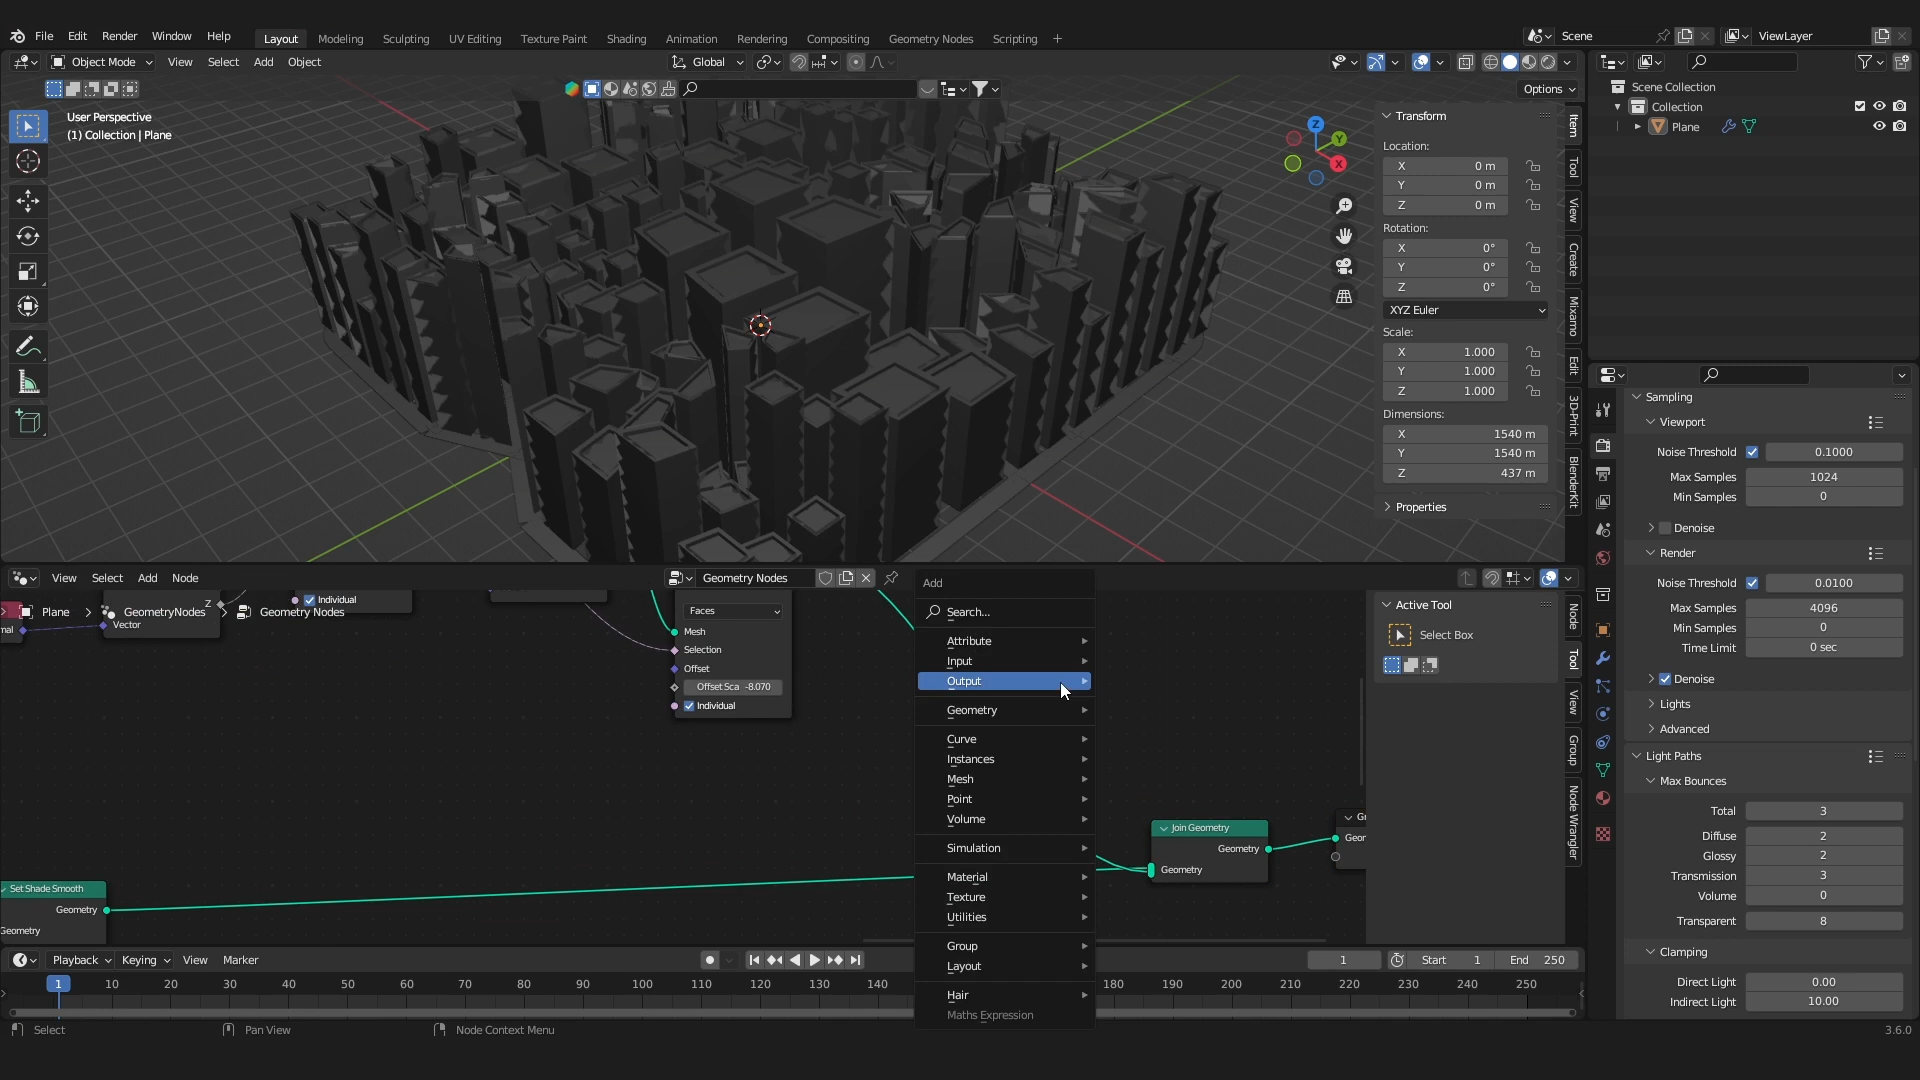 File Edit Render Window Help
Layout Modeling Sculpting UV Editing Texture Paint Shading Animation Rendering Compositing Geometry Nodes Scripting +
Scene ViewLayer
Object Mode View Select Add Object Global
Options
User Perspective
(1) Collection | Plane
Z Y X
Transform
Location:
X 0 m
Y 0 m
Z 0 m
Rotation:
X 0°
Y 0°
Z 0°
XYZ Euler
Scale:
X 1.000
Y 1.000
Z 1.000
Dimensions:
X 1540 m
Y 1540 m
Z 437 m
Properties
Item
Tool
View
Create
Mixamo
Edit
3D-Print
BlenderKit
Scene Collection
Collection
Plane
Sampling
Viewport
Noise Threshold 0.1000
Max Samples 1024
Min Samples 0
Denoise
Render
Noise Threshold 0.0100
Max Samples 4096
Min Samples 0
Time Limit 0 sec
Denoise
Lights
Advanced
Light Paths
Max Bounces
Total 3
Diffuse 2
Glossy 2
Transmission 3
Volume 0
Transparent 8
Clamping
Direct Light 0.00
Indirect Light 10.00
View Select Add Node Geometry Nodes
Plane GeometryNodes Geometry Nodes
Z
Individual
mal Vector
Faces
Mesh
Selection
Offset
Offset Sca -8.070
Individual
Add
Search...
Attribute
Input
Output
Geometry
Curve
Instances
Mesh
Point
Volume
Simulation
Material
Texture
Utilities
Group
Layout
Hair
Maths Expression
Active Tool
Select Box
Node
Tool
View
Group
Node Wrangler
Join Geometry
Geometry
Geometry
Gr
Geor
Set Shade Smooth
Geometry
Geometry
Playback Keying View Marker
1 Start 1 End 250
1 10 20 30 40 50 60 70 80 90 100 110 120 130 140 180 190 200 210 220 230 240 250
Select Pan View Node Context Menu 3.6.0